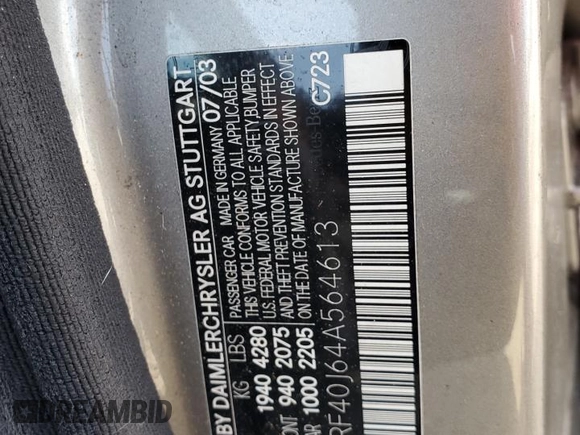 BY DAIMLERCHRYSLER AG STUTTGART
KG LBS PASSENGER CAR MADE IN GERMANY 07/03
1940 4280 THIS VEHICLE CONFORMS TO ALL APPLICABLE
U.S. FEDERAL MOTOR VEHICLE SAFETY,BUMPER
940 2075 AND THEFT PREVENTION STANDARDS IN EFFECT
1000 2205 ON THE DATE OF MANUFACTURE SHOWN ABOVE
C723
RF40J64A564613
AutoBidMaster